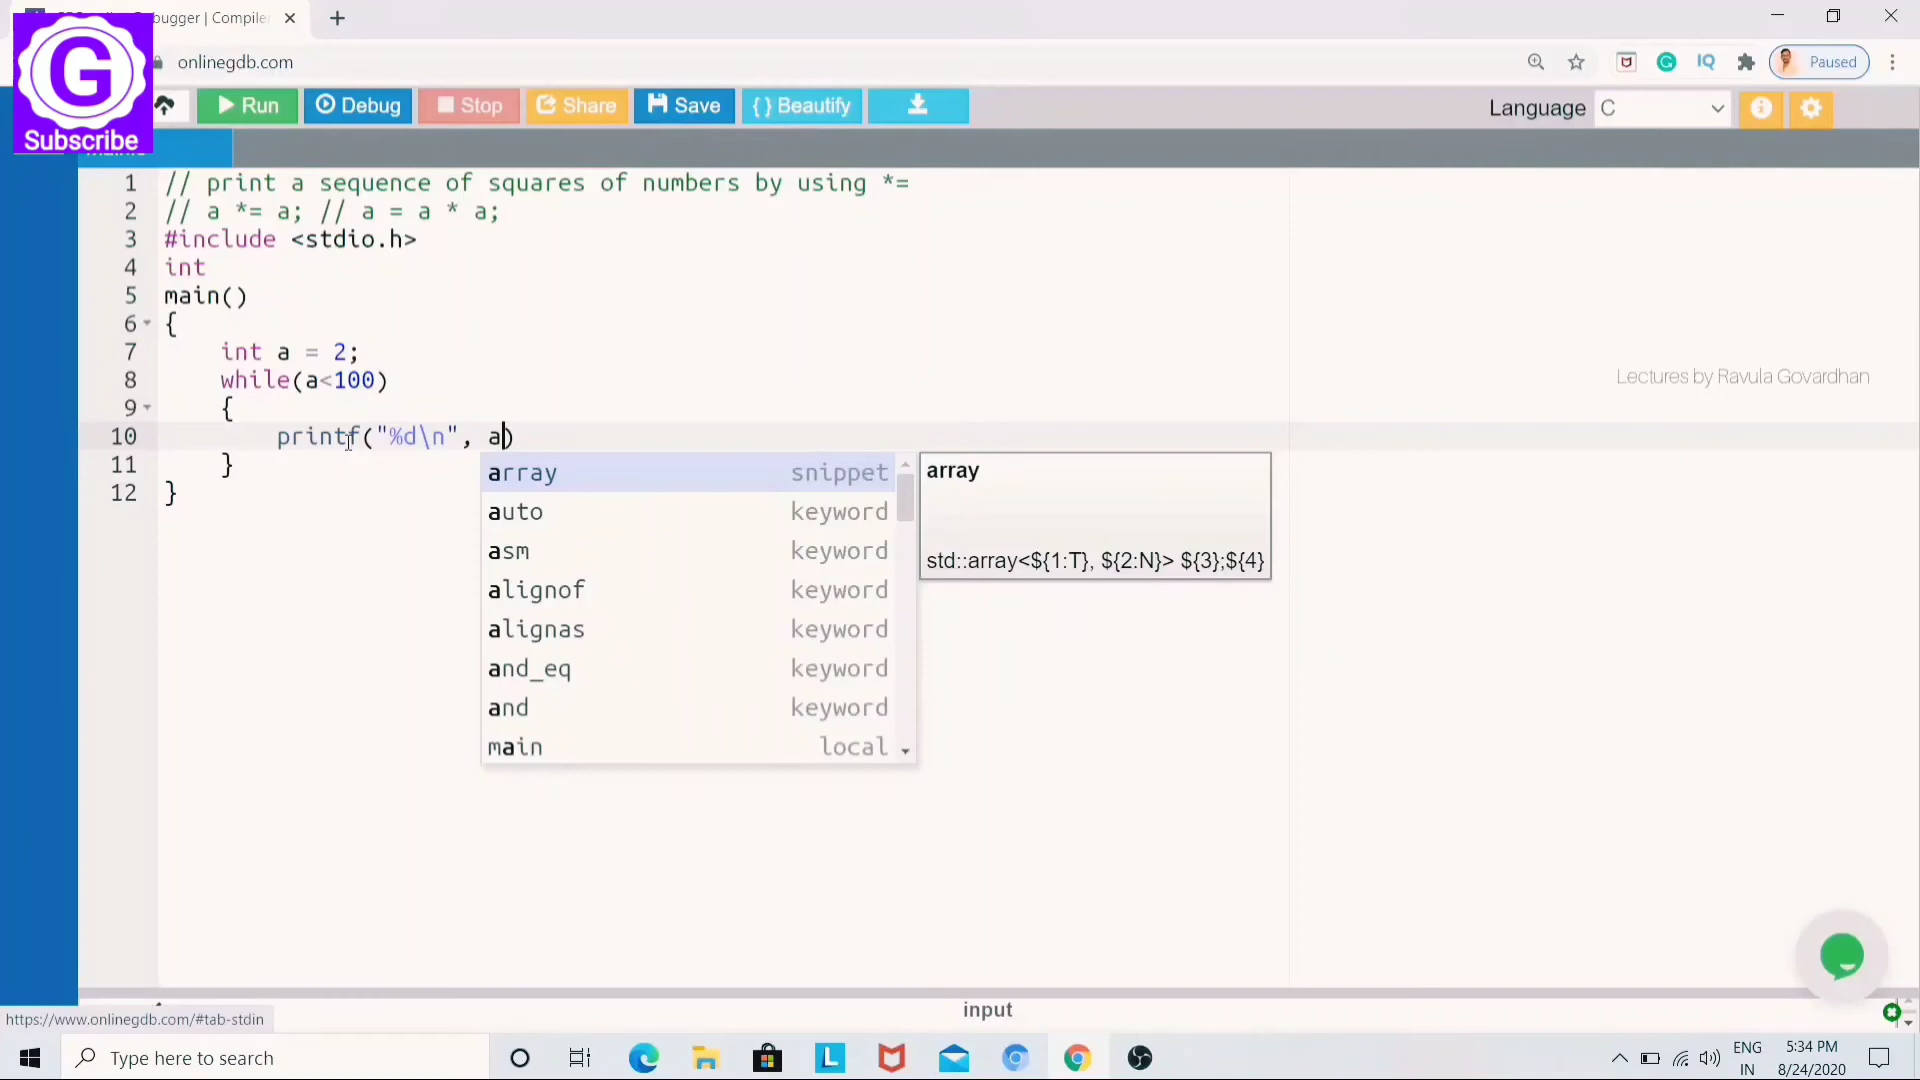 bugger | Compiler
G
Subscribe
onlinegdb.com
IQ
Paused
Run
Debug
Stop
Share
Save
{ } Beautify
Language
C
1 // print a sequence of squares of numbers by using *=
2 // a *= a; // a = a * a;
3 #include <stdio.h>
4 int
5 main()
6 {
7 int a = 2;
8 while(a<100)
9 {
10 printf("%d\n", a)
11 }
12 }
Lectures by Ravula Govardhan
array snippet
auto keyword
asm keyword
alignof keyword
alignas keyword
and_eq keyword
and keyword
main local
array
std::array<${1:T}, ${2:N}> ${3};${4}
input
https://www.onlinegdb.com/#tab-stdin
Type here to search
L
ENG
IN
5:34 PM
8/24/2020